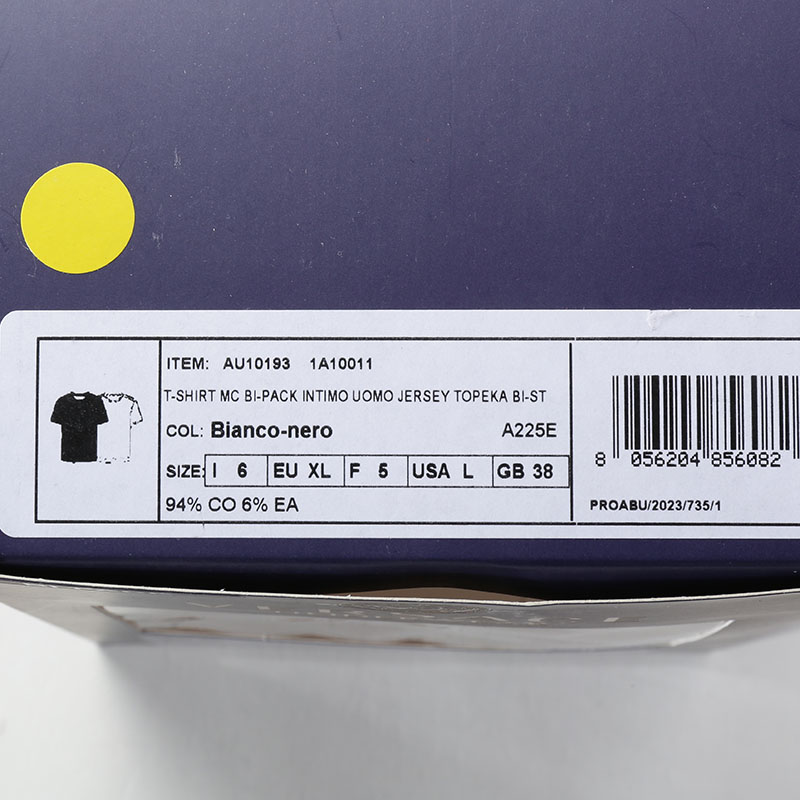 ITEM: AU10193 1A10011
T-SHIRT MC BI-PACK INTIMO UOMO JERSEY TOPEKA BI-ST
COL: Bianco-nero A225E
SIZE: I 6 EU XL F 5 USA L GB 38
94% CO 6% EA
8 056204 856082
PROABU/2023/735/1